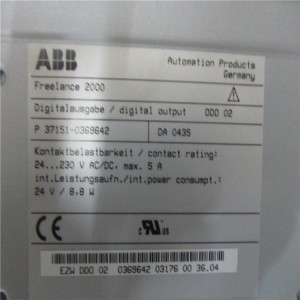 ABB
Automation Products
Germany
Freelance 2000
Digitalausgabe / digital output DDO 02
P 37151-0369642 DA 0435
Kontaktbelastbarkeit / contact rating:
24...230 V AC/DC, max. 5 A
int.Leistungsaufn./int.power consumpt.:
24 V / 8.8 W
CE c RU us
EZW DDO 02 0369642 03176 00 36.04